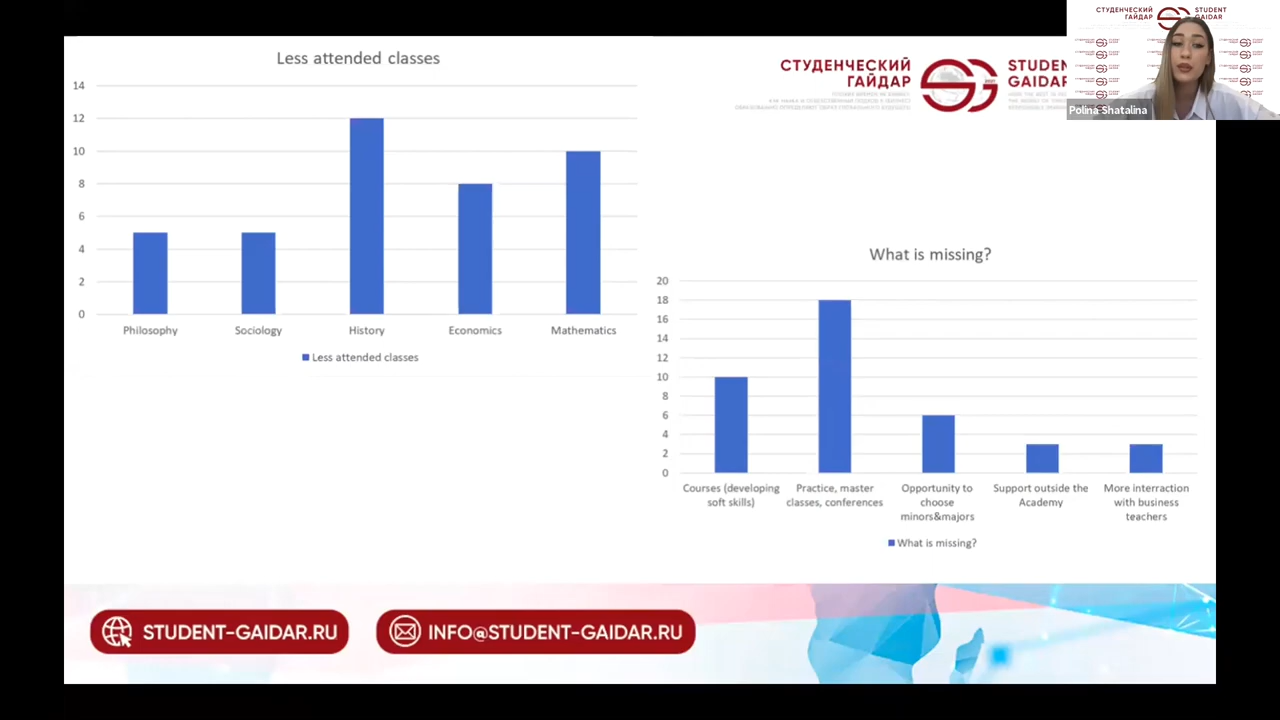 СТУДЕНЧЕСКИЙ
ГАЙДАР
STUDENT
GAIDAR
Polina Shatalina
СТУДЕНЧЕСКИЙ
ГАЙДАР
STUDEN
GAIDAR
Less attended classes
14
12
10
8
6
4
2
0
Philosophy
Sociology
History
Economics
Mathematics
Less attended classes
What is missing?
20
18
16
14
12
10
8
6
4
2
0
Courses (developing
soft skills)
Practice, master
classes, conferences
Opportunity to
choose
minors&majors
Support outside the
Academy
More interraction
with business
teachers
What is missing?
STUDENT-GAIDAR.RU
INFO@STUDENT-GAIDAR.RU